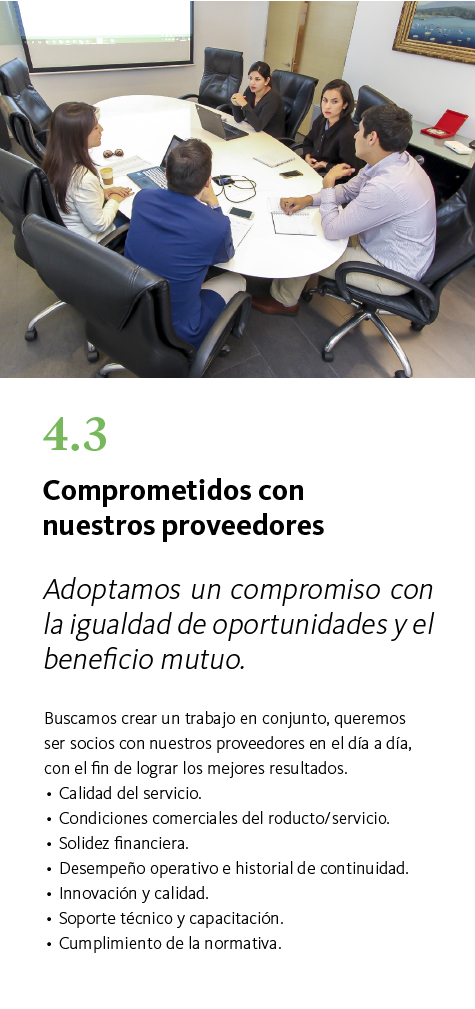 4.3
Comprometidos con
nuestros proveedores
Adoptamos un compromiso con
la igualdad de oportunidades y el
beneficio mutuo.
Buscamos crear un trabajo en conjunto, queremos
ser socios con nuestros proveedores en el día a día,
con el fin de lograr los mejores resultados.
• Calidad del servicio.
• Condiciones comerciales del roducto/servicio.
• Solidez financiera.
• Desempeño operativo e historial de continuidad.
• Innovación y calidad.
• Soporte técnico y capacitación.
• Cumplimiento de la normativa.